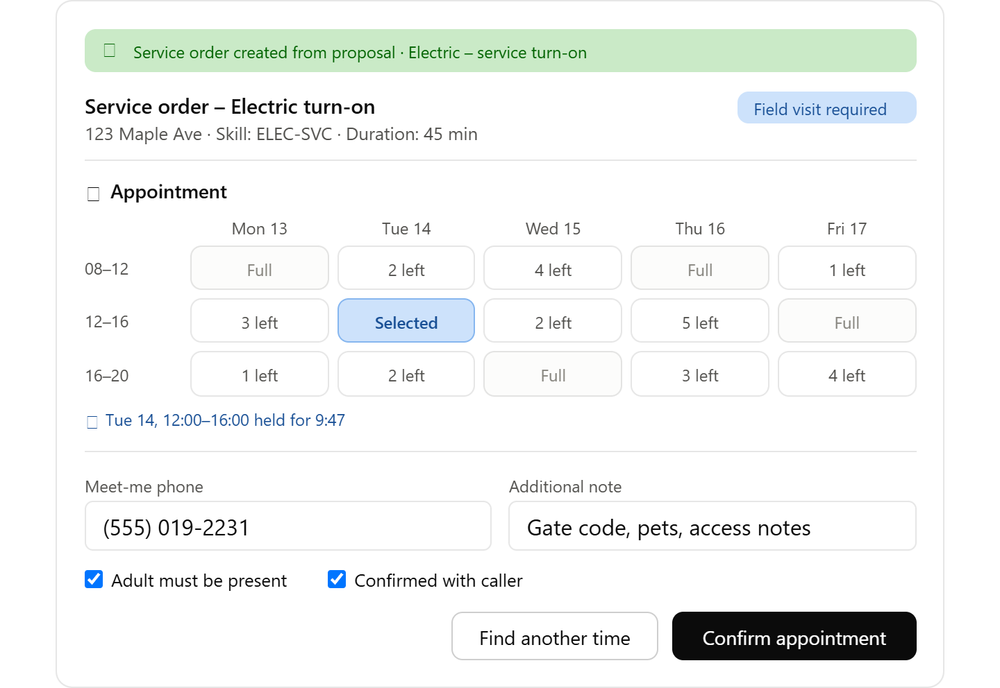 Service order created from proposal · Electric – service turn-on
Service order – Electric turn-on
Field visit required
123 Maple Ave · Skill: ELEC-SVC · Duration: 45 min
Appointment
Mon 13 Tue 14 Wed 15 Thu 16 Fri 17
08–12 Full 2 left 4 left Full 1 left
12–16 3 left Selected 2 left 5 left Full
16–20 1 left 2 left Full 3 left 4 left
Tue 14, 12:00–16:00 held for 9:47
Meet-me phone Additional note
(555) 019-2231 Gate code, pets, access notes
Adult must be present Confirmed with caller
Find another time Confirm appointment